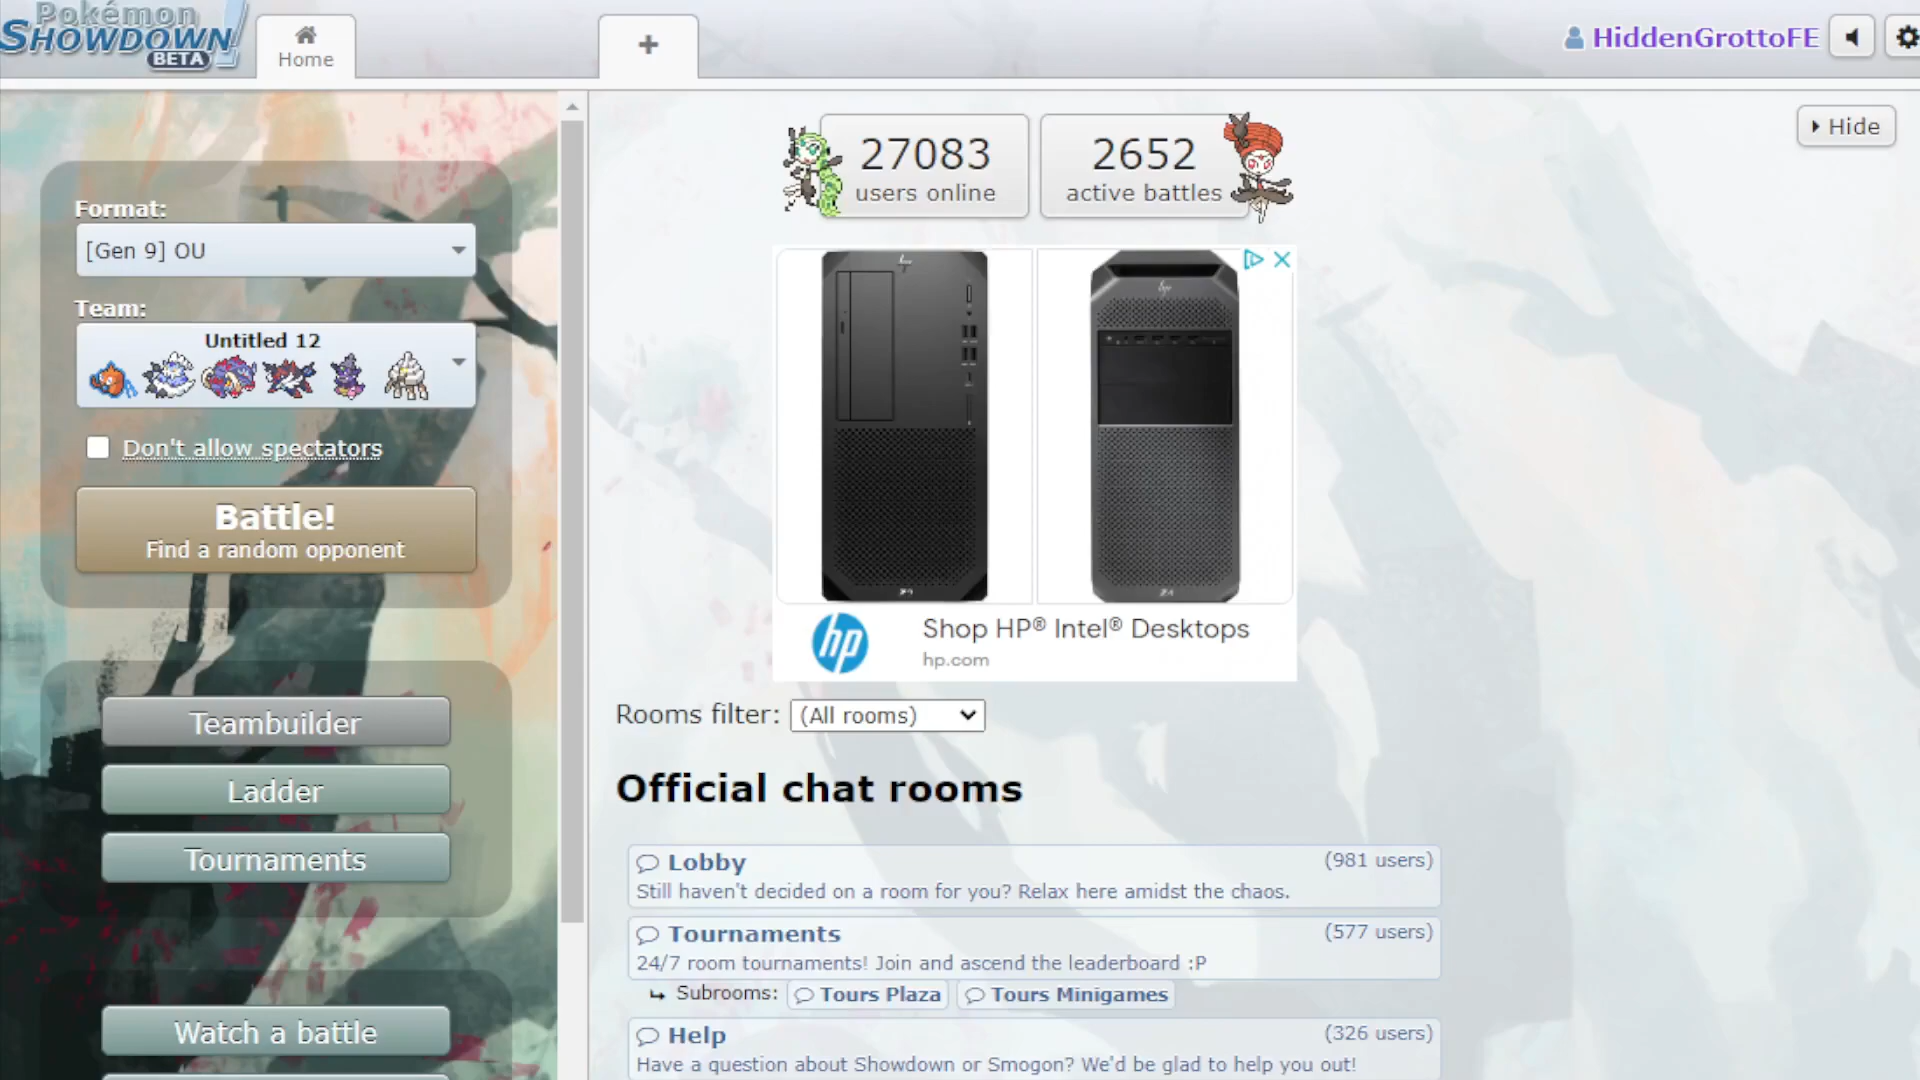 Pokémon
SHOWDOWN!
BETA
Home
+
HiddenGrottoFE
Format:
[Gen 9] OU
Team:
Untitled 12
Don't allow spectators
Battle!
Find a random opponent
Teambuilder
Ladder
Tournaments
Watch a battle
27083
users online
2652
active battles
Hide
hp
hp
Z4
hp
Shop HP® Intel® Desktops
hp.com
Rooms filter: (All rooms)
Official chat rooms
Lobby (981 users)
Still haven't decided on a room for you? Relax here amidst the chaos.
Tournaments (577 users)
24/7 room tournaments! Join and ascend the leaderboard :P
Subrooms: Tours Plaza Tours Minigames
Help (326 users)
Have a question about Showdown or Smogon? We'd be glad to help you out!